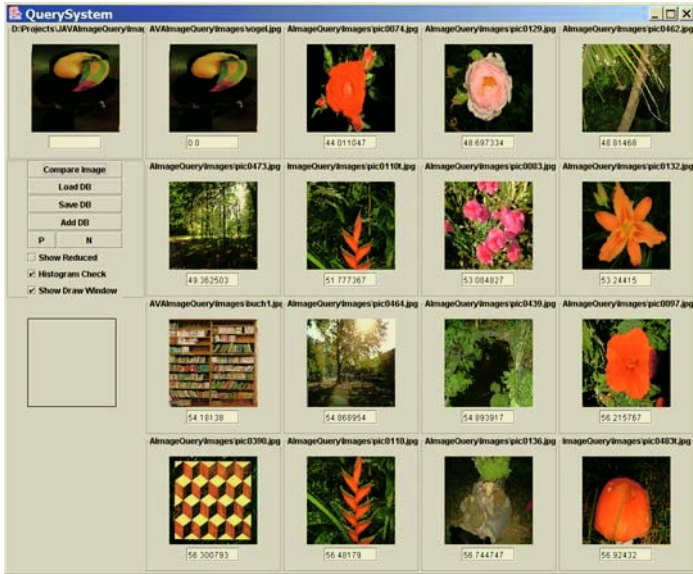 QuerySystem
D:\Projects\JAVAImageQuery\Imag
AVAImageQuery\Images\vogel.jpg
AImageQuery\Images\pic0074.jpg
AImageQuery\Images\pic0129.jpg
AImageQuery\Images\pic0462.jpg
0.0
44.011047
48.697334
48.81468
Compare Image
Load DB
Save DB
Add DB
P N
Show Reduced
Histogram Check
Show Draw Window
AImageQuery\Images\pic0473.jpg
ImageQuery\Images\pic0110t.jpg
AImageQuery\Images\pic0083.jpg
AImageQuery\Images\pic0132.jpg
49.362503
51.777367
53.084827
53.24415
AVAImageQuery\Images\buch1.jpg
AImageQuery\Images\pic0464.jpg
AImageQuery\Images\pic0439.jpg
AImageQuery\Images\pic0097.jpg
54.18138
54.868954
54.893917
56.215767
AImageQuery\Images\pic0390.jpg
AImageQuery\Images\pic0110.jpg
AImageQuery\Images\pic0136.jpg
ImageQuery\Images\pic0483t.jpg
56.300793
56.48179
56.744747
56.92432